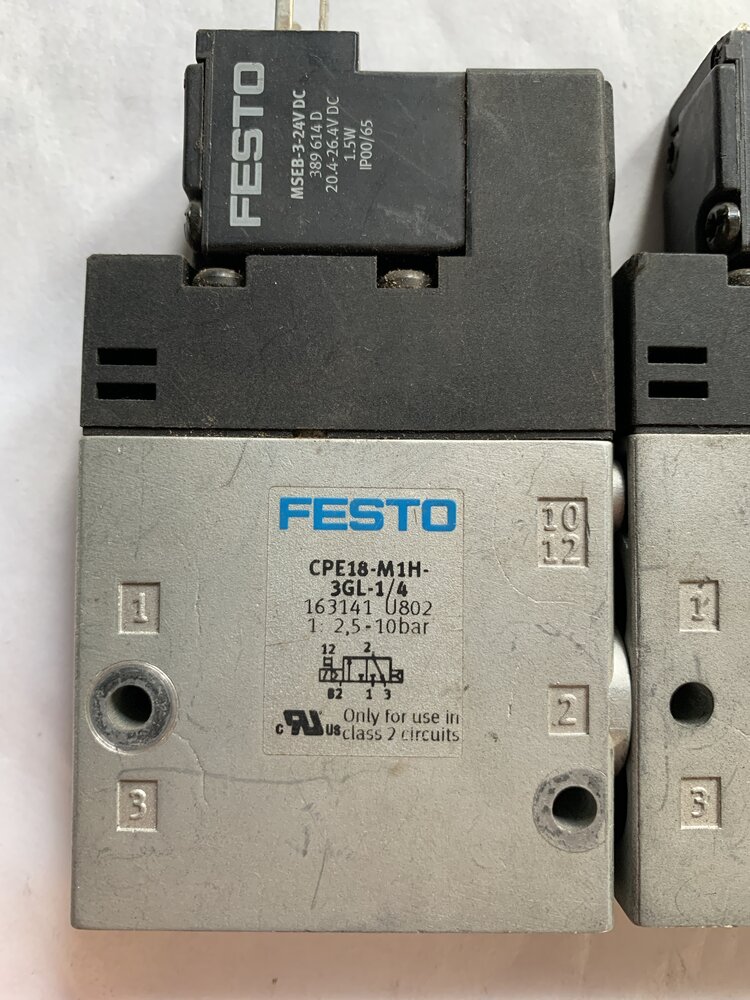 FESTO
MSEB-3-24V DC
389 614 D
20.4-26.4V DC
1.5W
IP00/65
FESTO
CPE18-M1H-
3GL-1/4
163141 U802
1: 2,5-10bar
12 2
82 1 3
c RU us Only for use in
class 2 circuits
10
12
1
2
3
1
3